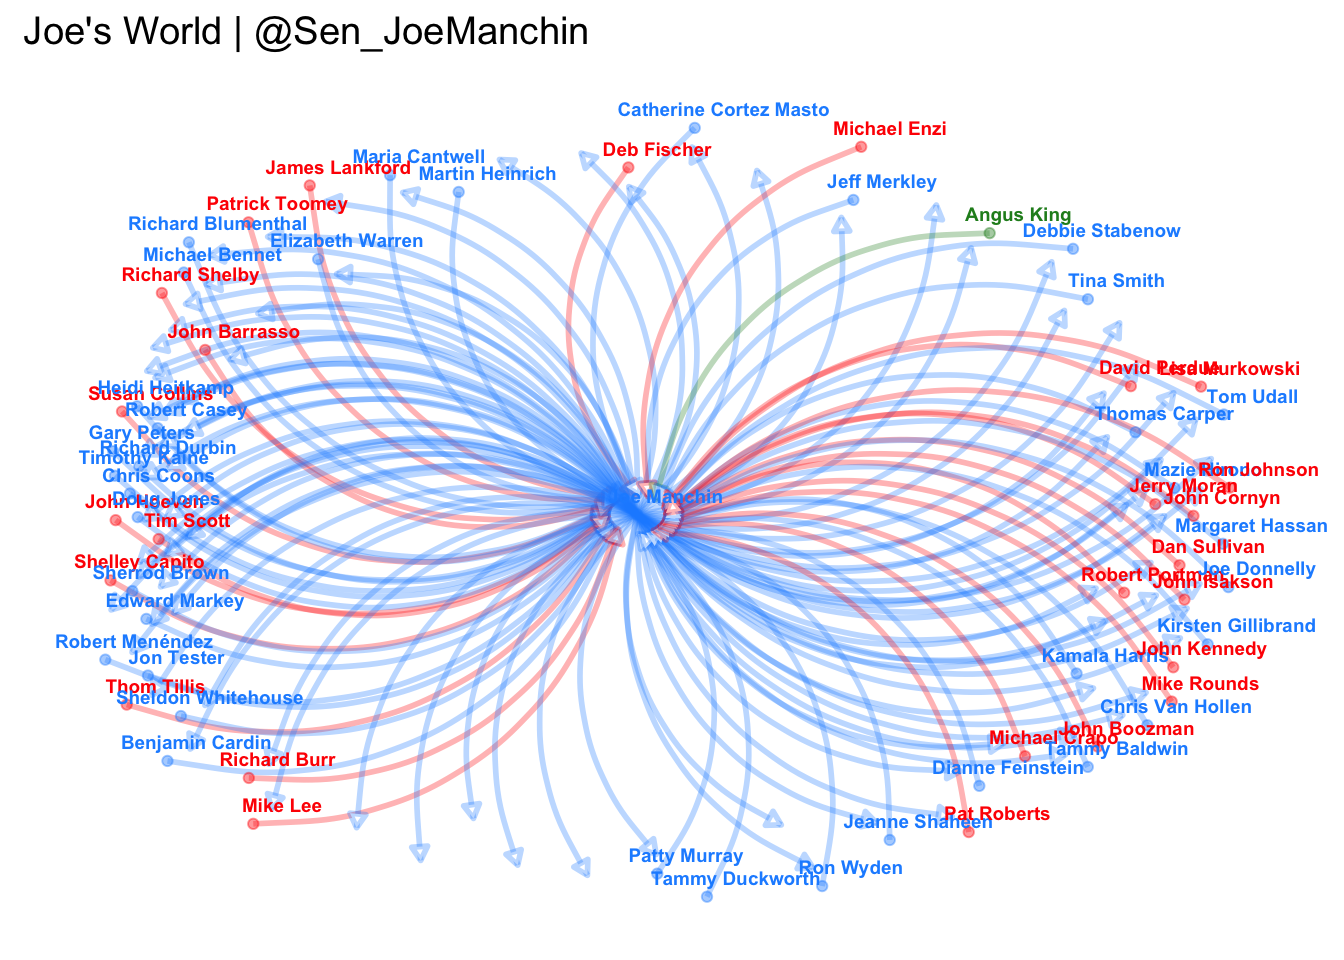 Joe's World | @Sen_JoeManchin
Catherine Cortez Masto
Michael Enzi
Deb Fischer
Maria Cantwell
James Lankford
Martin Heinrich
Jeff Merkley
Patrick Toomey
Angus King
Richard Blumenthal
Debbie Stabenow
Elizabeth Warren
Michael Bennet
Richard Shelby
Tina Smith
John Barrasso
David Perdue
Lisa Murkowski
Heidi Heitkamp
Susan Collins
Tom Udall
Robert Casey
Thomas Carper
Gary Peters
Richard Durbin
Timothy Kaine
Mazie Hirono
Ron Johnson
Chris Coons
Jerry Moran
Doug Jones
Joe Manchin
John Cornyn
John Hoeven
Tim Scott
Margaret Hassan
Dan Sullivan
Shelley Capito
Sherrod Brown
Joe Donnelly
Robert Portman
John Isakson
Edward Markey
Kirsten Gillibrand
Robert Menéndez
John Kennedy
Jon Tester
Kamala Harris
Thom Tillis
Mike Rounds
Sheldon Whitehouse
Chris Van Hollen
John Boozman
Michael Crapo
Benjamin Cardin
Tammy Baldwin
Richard Burr
Dianne Feinstein
Mike Lee
Pat Roberts
Jeanne Shaheen
Patty Murray
Ron Wyden
Tammy Duckworth